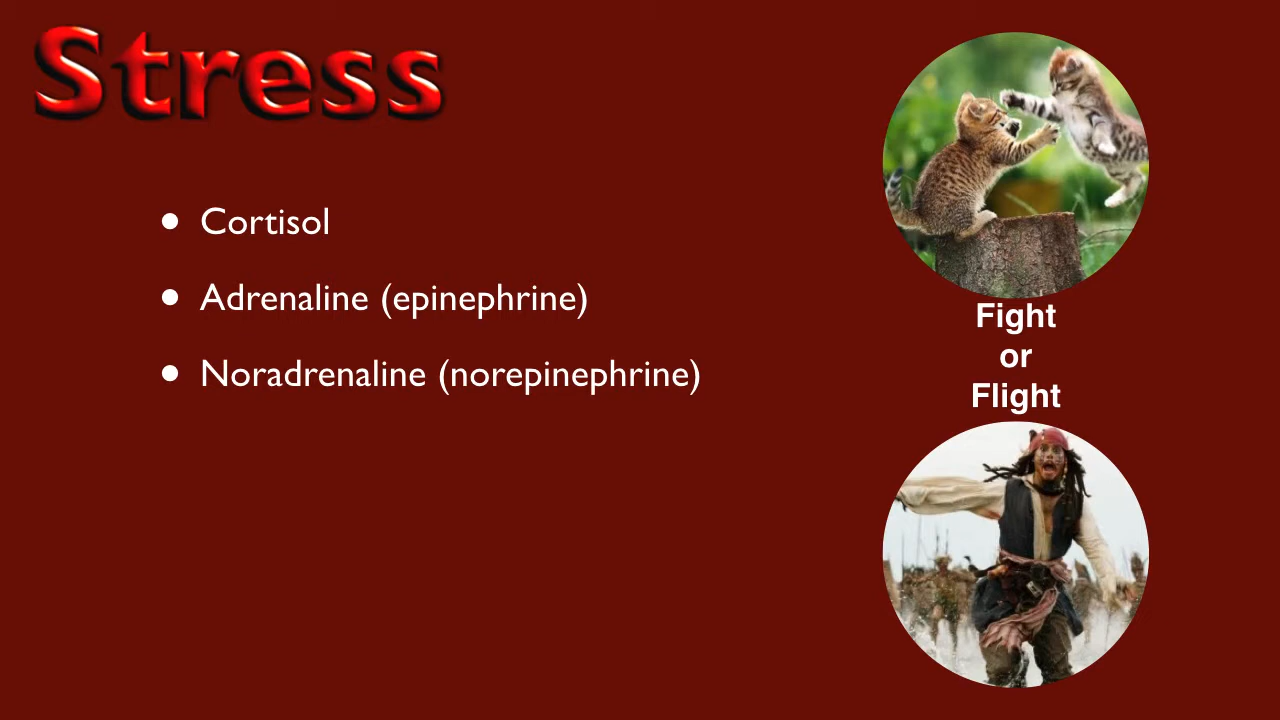 Stress
Cortisol
Adrenaline (epinephrine)
Noradrenaline (norepinephrine)
Fight
or
Flight